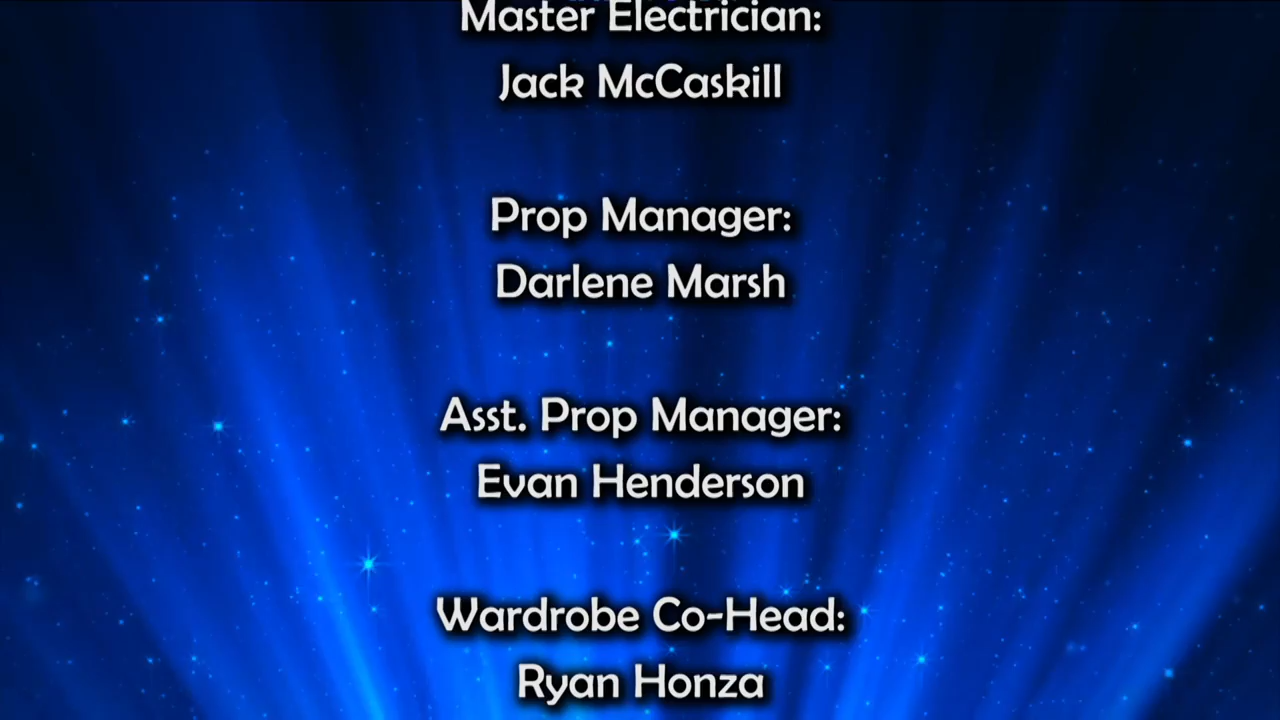 Master Electrician:
Jack McCaskill
Prop Manager:
Darlene Marsh
Asst. Prop Manager:
Evan Henderson
Wardrobe Co-Head:
Ryan Honza